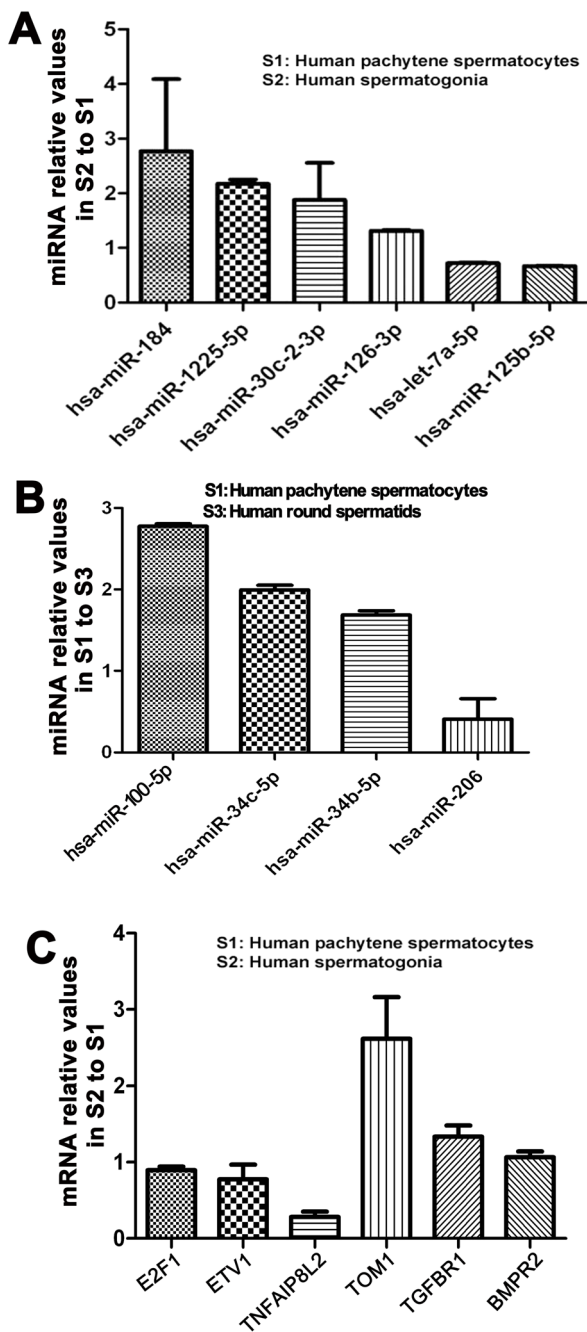 A
S1: Human pachytene spermatocytes
S2: Human spermatogonia
miRNA relative values
in S2 to S1
5
4
3
2
1
0
hsa-miR-184
hsa-miR-1225-5p
hsa-miR-30c-2-3p
hsa-miR-126-3p
hsa-let-7a-5p
hsa-miR-125b-5p
B
S1:Human pachytene spermatocytes
S3:Human round spermatids
miRNA relative values
in S1 to S3
3
2
1
0
hsa-miR-100-5p
hsa-miR-34c-5p
hsa-miR-34b-5p
hsa-miR-206
C
S1: Human pachytene spermatocytes
S2: Human spermatogonia
mRNA relative values
in S2 to S1
4
3
2
1
0
E2F1
ETV1
TNFAIP8L2
TOM1
TGFBR1
BMPR2